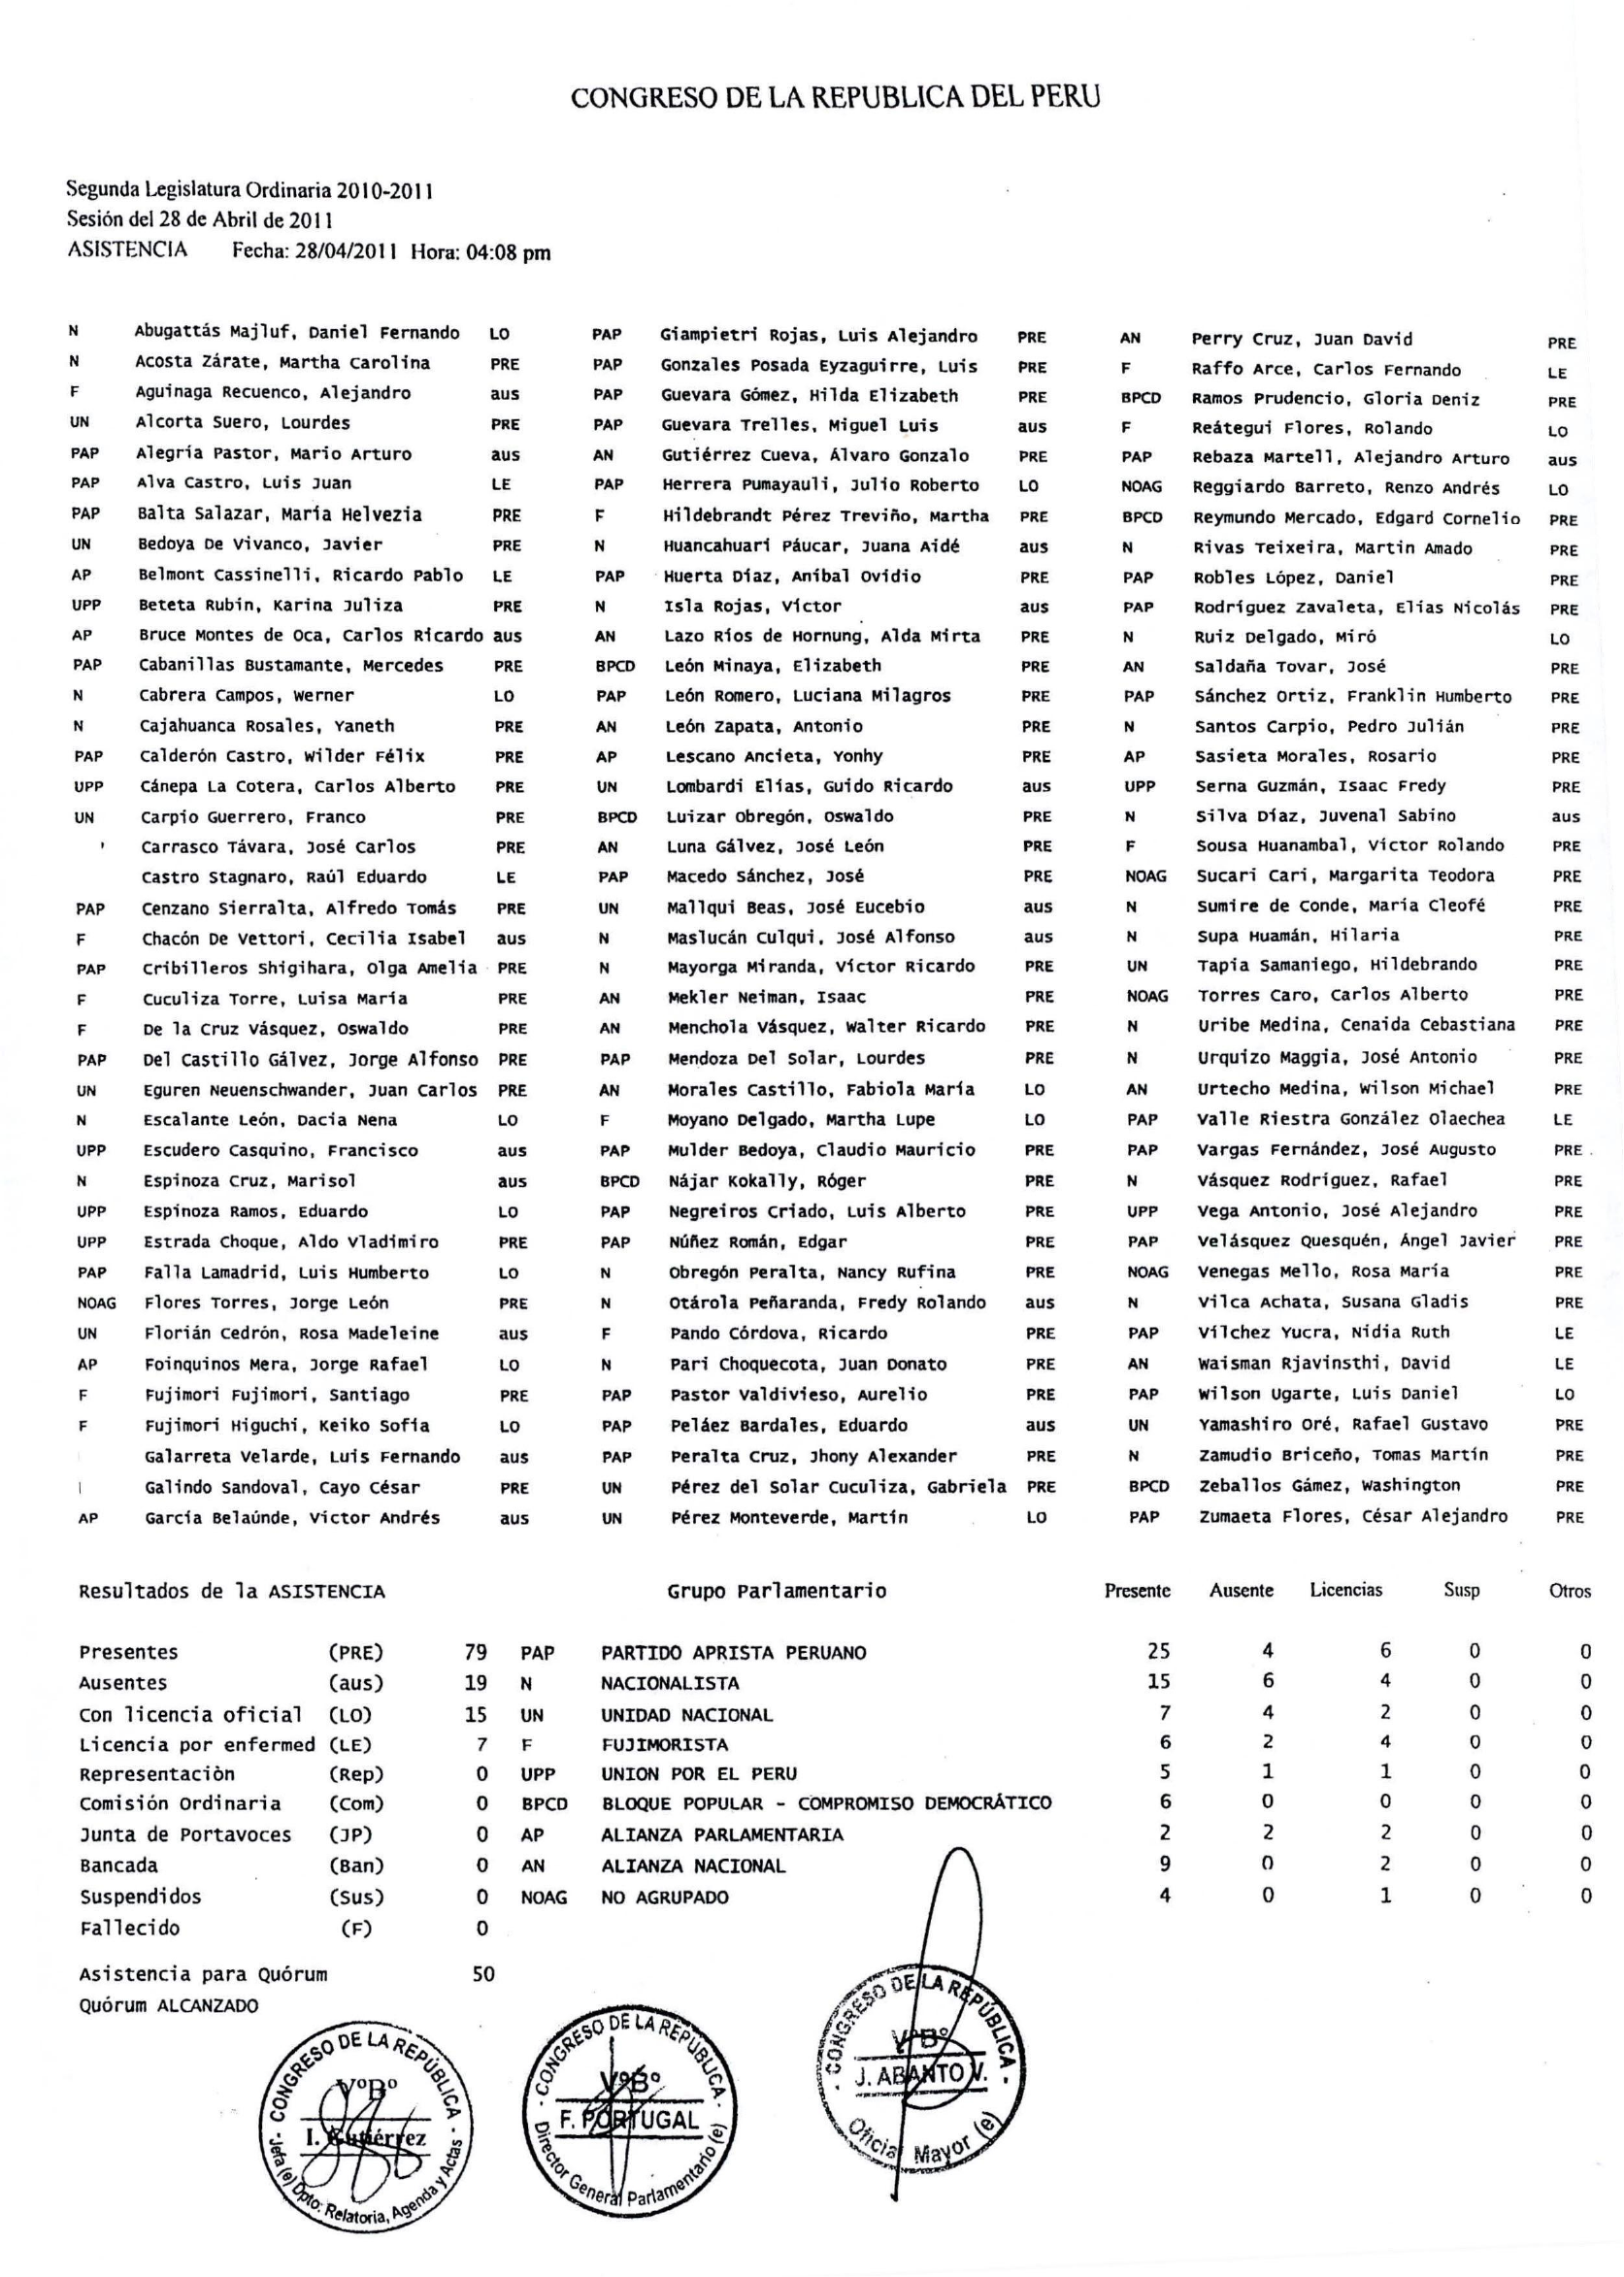 CONGRESO DE LA REPUBLICA DEL PERU
Segunda Legislatura Ordinaria 2010-2011
Sesión del 28 de Abril de 2011
ASISTENCIA Fecha: 28/04/2011 Hora: 04:08 pm
N Abugattás Majluf, Daniel Fernando LO PAP Giampietri Rojas, Luis Alejandro PRE AN Perry Cruz, Juan David PRE
N Acosta Zárate, Martha Carolina PRE PAP Gonzales Posada Eyzaguirre, Luis PRE F Raffo Arce, Carlos Fernando LE
F Aguinaga Recuenco, Alejandro aus PAP Guevara Gómez, Hilda Elizabeth PRE BPCD Ramos Prudencio, Gloria Deniz PRE
UN Alcorta Suero, Lourdes PRE PAP Guevara Trelles, Miguel Luis aus F Reátegui Flores, Rolando LO
PAP Alegría Pastor, Mario Arturo aus AN Gutiérrez Cueva, Álvaro Gonzalo PRE PAP Rebaza Martell, Alejandro Arturo aus
PAP Alva Castro, Luis Juan LE PAP Herrera Pumayauli, Julio Roberto LO NOAG Reggiardo Barreto, Renzo Andrés LO
PAP Balta Salazar, María Helvezia PRE F Hildebrandt Pérez Treviño, Martha PRE BPCD Reymundo Mercado, Edgard Cornelio PRE
UN Bedoya De Vivanco, Javier PRE N Huancahuari Páucar, Juana Aidé aus N Rivas Teixeira, Martin Amado PRE
AP Belmont Cassinelli, Ricardo Pablo LE PAP Huerta Díaz, Aníbal Ovidio PRE PAP Robles López, Daniel PRE
UPP Beteta Rubín, Karina Juliza PRE N Isla Rojas, Víctor aus PAP Rodríguez Zavaleta, Elías Nicolás PRE
AP Bruce Montes de Oca, Carlos Ricardo aus AN Lazo Ríos de Hornung, Alda Mirta PRE N Ruiz Delgado, Miró LO
PAP Cabanillas Bustamante, Mercedes PRE BPCD León Minaya, Elizabeth PRE AN Saldaña Tovar, José PRE
N Cabrera Campos, Werner LO PAP León Romero, Luciana Milagros PRE PAP Sánchez Ortiz, Franklin Humberto PRE
N Cajahuanca Rosales, Yaneth PRE AN León Zapata, Antonio PRE N Santos Carpio, Pedro Julián PRE
PAP Calderón Castro, Wilder Félix PRE AP Lescano Ancieta, Yonhy PRE AP Sasieta Morales, Rosario PRE
UPP Cánepa La Cotera, Carlos Alberto PRE UN Lombardi Elías, Guido Ricardo aus UPP Serna Guzmán, Isaac Fredy PRE
UN Carpio Guerrero, Franco PRE BPCD Luizar Obregón, Oswaldo PRE N Silva Díaz, Juvenal Sabino aus
Carrasco Távara, José Carlos PRE AN Luna Gálvez, José León PRE F Sousa Huanambal, Víctor Rolando PRE
Castro Stagnaro, Raúl Eduardo LE PAP Macedo Sánchez, José PRE NOAG Sucari Cari, Margarita Teodora PRE
PAP Cenzano Sierralta, Alfredo Tomás PRE UN Mallqui Beas, José Eucebio aus N Sumire de Conde, María Cleofé PRE
F Chacón De Vettori, Cecilia Isabel aus N Maslucán Culqui, José Alfonso aus N Supa Huamán, Hilaria PRE
PAP Cribilleros Shigihara, Olga Amelia PRE N Mayorga Miranda, Víctor Ricardo PRE UN Tapia Samaniego, Hildebrando PRE
F Cuculiza Torre, Luisa María PRE AN Mekler Neiman, Isaac PRE NOAG Torres Caro, Carlos Alberto PRE
F De la Cruz Vásquez, Oswaldo PRE AN Menchola Vásquez, Walter Ricardo PRE N Uribe Medina, Cenaida Cebastiana PRE
PAP Del Castillo Gálvez, Jorge Alfonso PRE PAP Mendoza Del Solar, Lourdes PRE N Urquizo Maggia, José Antonio PRE
UN Eguren Neuenschwander, Juan Carlos PRE AN Morales Castillo, Fabiola María LO AN Urtecho Medina, Wilson Michael PRE
N Escalante León, Dacia Nena LO F Moyano Delgado, Martha Lupe LO PAP Valle Riestra González Olaechea LE
UPP Escudero Casquino, Francisco aus PAP Mulder Bedoya, Claudio Mauricio PRE PAP Vargas Fernández, José Augusto PRE
N Espinoza Cruz, Marisol aus BPCD Nájar Kokally, Róger PRE N Vásquez Rodríguez, Rafael PRE
UPP Espinoza Ramos, Eduardo LO PAP Negreiros Criado, Luis Alberto PRE UPP Vega Antonio, José Alejandro PRE
UPP Estrada Choque, Aldo Vladimiro PRE PAP Núñez Román, Edgar PRE PAP Velásquez Quesquén, Ángel Javier PRE
PAP Falla Lamadrid, Luis Humberto LO N Obregón Peralta, Nancy Rufina PRE NOAG Venegas Mello, Rosa María PRE
NOAG Flores Torres, Jorge León PRE N Otárola Peñaranda, Fredy Rolando aus N Vilca Achata, Susana Gladis PRE
UN Florián Cedrón, Rosa Madeleine aus F Pando Córdova, Ricardo PRE PAP Vílchez Yucra, Nidia Ruth LE
AP Foinquinos Mera, Jorge Rafael LO N Pari Choquecota, Juan Donato PRE AN Waisman Rjavinsthi, David LE
F Fujimori Fujimori, Santiago PRE PAP Pastor Valdivieso, Aurelio PRE PAP Wilson Ugarte, Luis Daniel LO
F Fujimori Higuchi, Keiko Sofía LO PAP Peláez Bardales, Eduardo aus UN Yamashiro Oré, Rafael Gustavo PRE
Galarreta Velarde, Luis Fernando aus PAP Peralta Cruz, Jhony Alexander PRE N Zamudio Briceño, Tomas Martín PRE
Galindo Sandoval, Cayo César PRE UN Pérez del Solar Cuculiza, Gabriela PRE BPCD Zeballos Gámez, Washington PRE
AP García Belaúnde, Víctor Andrés aus UN Pérez Monteverde, Martín LO PAP Zumaeta Flores, César Alejandro PRE
Resultados de la ASISTENCIA Grupo Parlamentario Presente Ausente Licencias Susp Otros
Presentes (PRE) 79 PAP PARTIDO APRISTA PERUANO 25 4 6 0 0
Ausentes (aus) 19 N NACIONALISTA 15 6 4 0 0
Con licencia oficial (LO) 15 UN UNIDAD NACIONAL 7 4 2 0 0
Licencia por enfermed (LE) 7 F FUJIMORISTA 6 2 4 0 0
Representación (Rep) 0 UPP UNION POR EL PERU 5 1 1 0 0
Comisión Ordinaria (Com) 0 BPCD BLOQUE POPULAR - COMPROMISO DEMOCRÁTICO 6 0 0 0 0
Junta de Portavoces (JP) 0 AP ALIANZA PARLAMENTARIA 2 2 2 0 0
Bancada (Ban) 0 AN ALIANZA NACIONAL 9 0 2 0 0
Suspendidos (Sus) 0 NOAG NO AGRUPADO 4 0 1 0 0
Fallecido (F) 0
Asistencia para Quórum 50
Quórum ALCANZADO
- CONGRESO DE LA REPÚBLICA -
VºBº
I. Gutiérrez
Jefa (e) Dpto. Relatoria, Agenda y Actas
- CONGRESO DE LA REPÚBLICA -
VºBº
F. PORTUGAL
Director General Parlamentario (e)
- CONGRESO DE LA REPÚBLICA -
VºBº
J. ABANTO V.
Oficial Mayor (e)